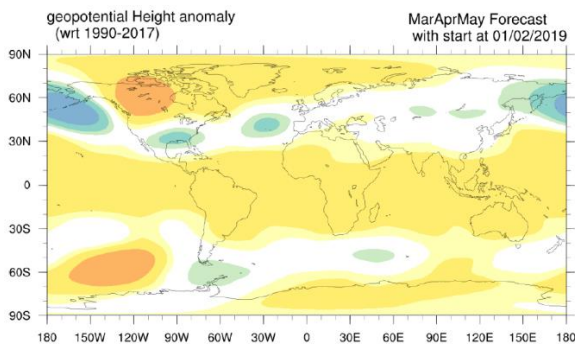 geopotential Height anomaly
(wrt 1990-2017)
MarAprMay Forecast
with start at 01/02/2019
90N
60N
30N
0
30S
60S
90S
180 150W 120W 90W 60W 30W 0 30E 60E 90E 120E 150E 180